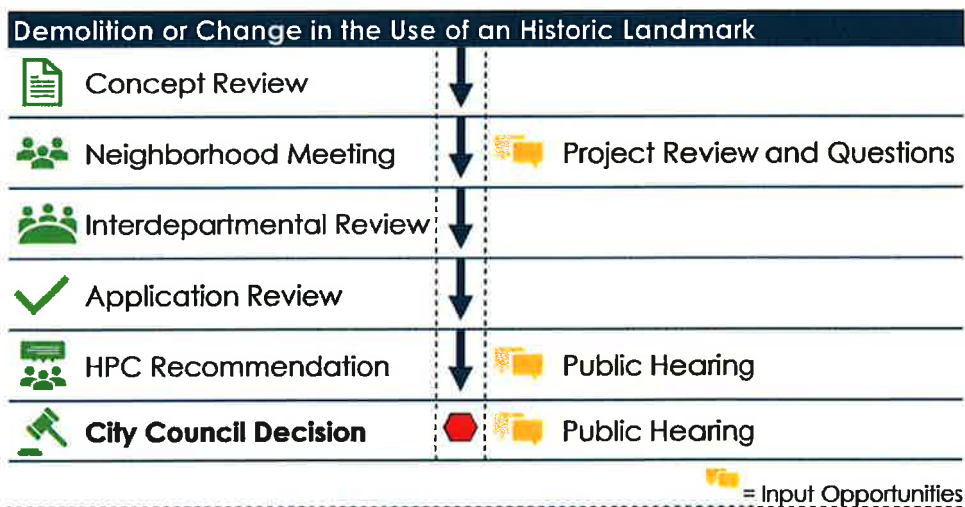 Demolition or Change in the Use of an Historic Landmark
Concept Review
Neighborhood Meeting Project Review and Questions
Interdepartmental Review
Application Review
HPC Recommendation Public Hearing
City Council Decision Public Hearing
= Input Opportunities